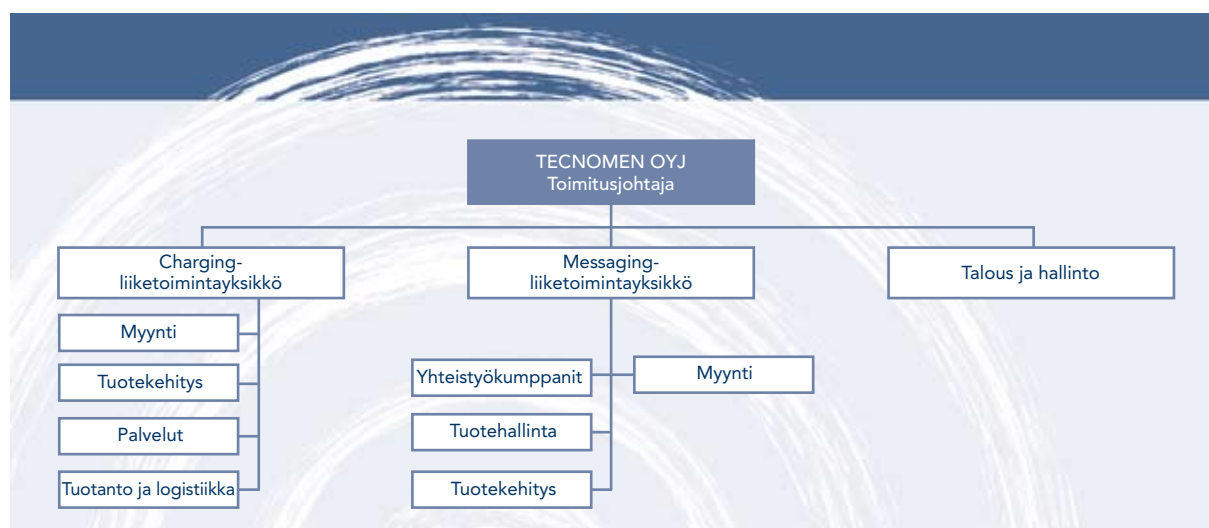 TECNOMEN OYJ
Toimitusjohtaja
Charging-
liiketoimintayksikkö
Messaging-
liiketoimintayksikkö
Talous ja hallinto
Myynti
Tuotekehitys
Palvelut
Tuotanto ja logistiikka
Yhteistyökumppanit
Myynti
Tuotehallinta
Tuotekehitys